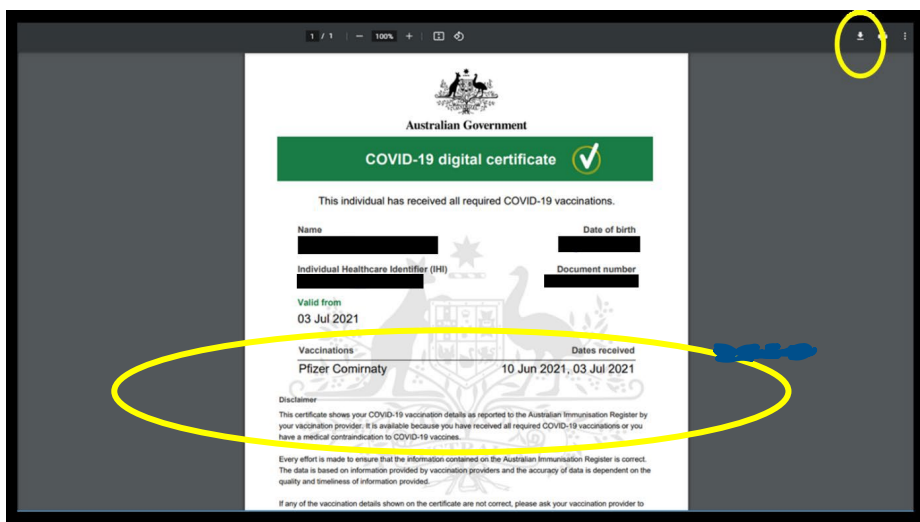 1 / 1 | − 100% + |
Australian Government
COVID-19 digital certificate
This individual has received all required COVID-19 vaccinations.
Name Date of birth
Individual Healthcare Identifier (IHI) Document number
Valid from
03 Jul 2021
Vaccinations Dates received
Pfizer Comirnaty 10 Jun 2021, 03 Jul 2021
Disclaimer
This certificate shows your COVID-19 vaccination details as reported to the Australian Immunisation Register by
your vaccination provider. It is available because you have received all required COVID-19 vaccinations or you
have a medical contraindication to COVID-19 vaccines.
Every effort is made to ensure that the information contained on the Australian Immunisation Register is correct.
The data is based on information provided by vaccination providers and the accuracy of data is dependent on the
quality and timeliness of information provided.
If any of the vaccination details shown on the certificate are not correct, please ask your vaccination provider to